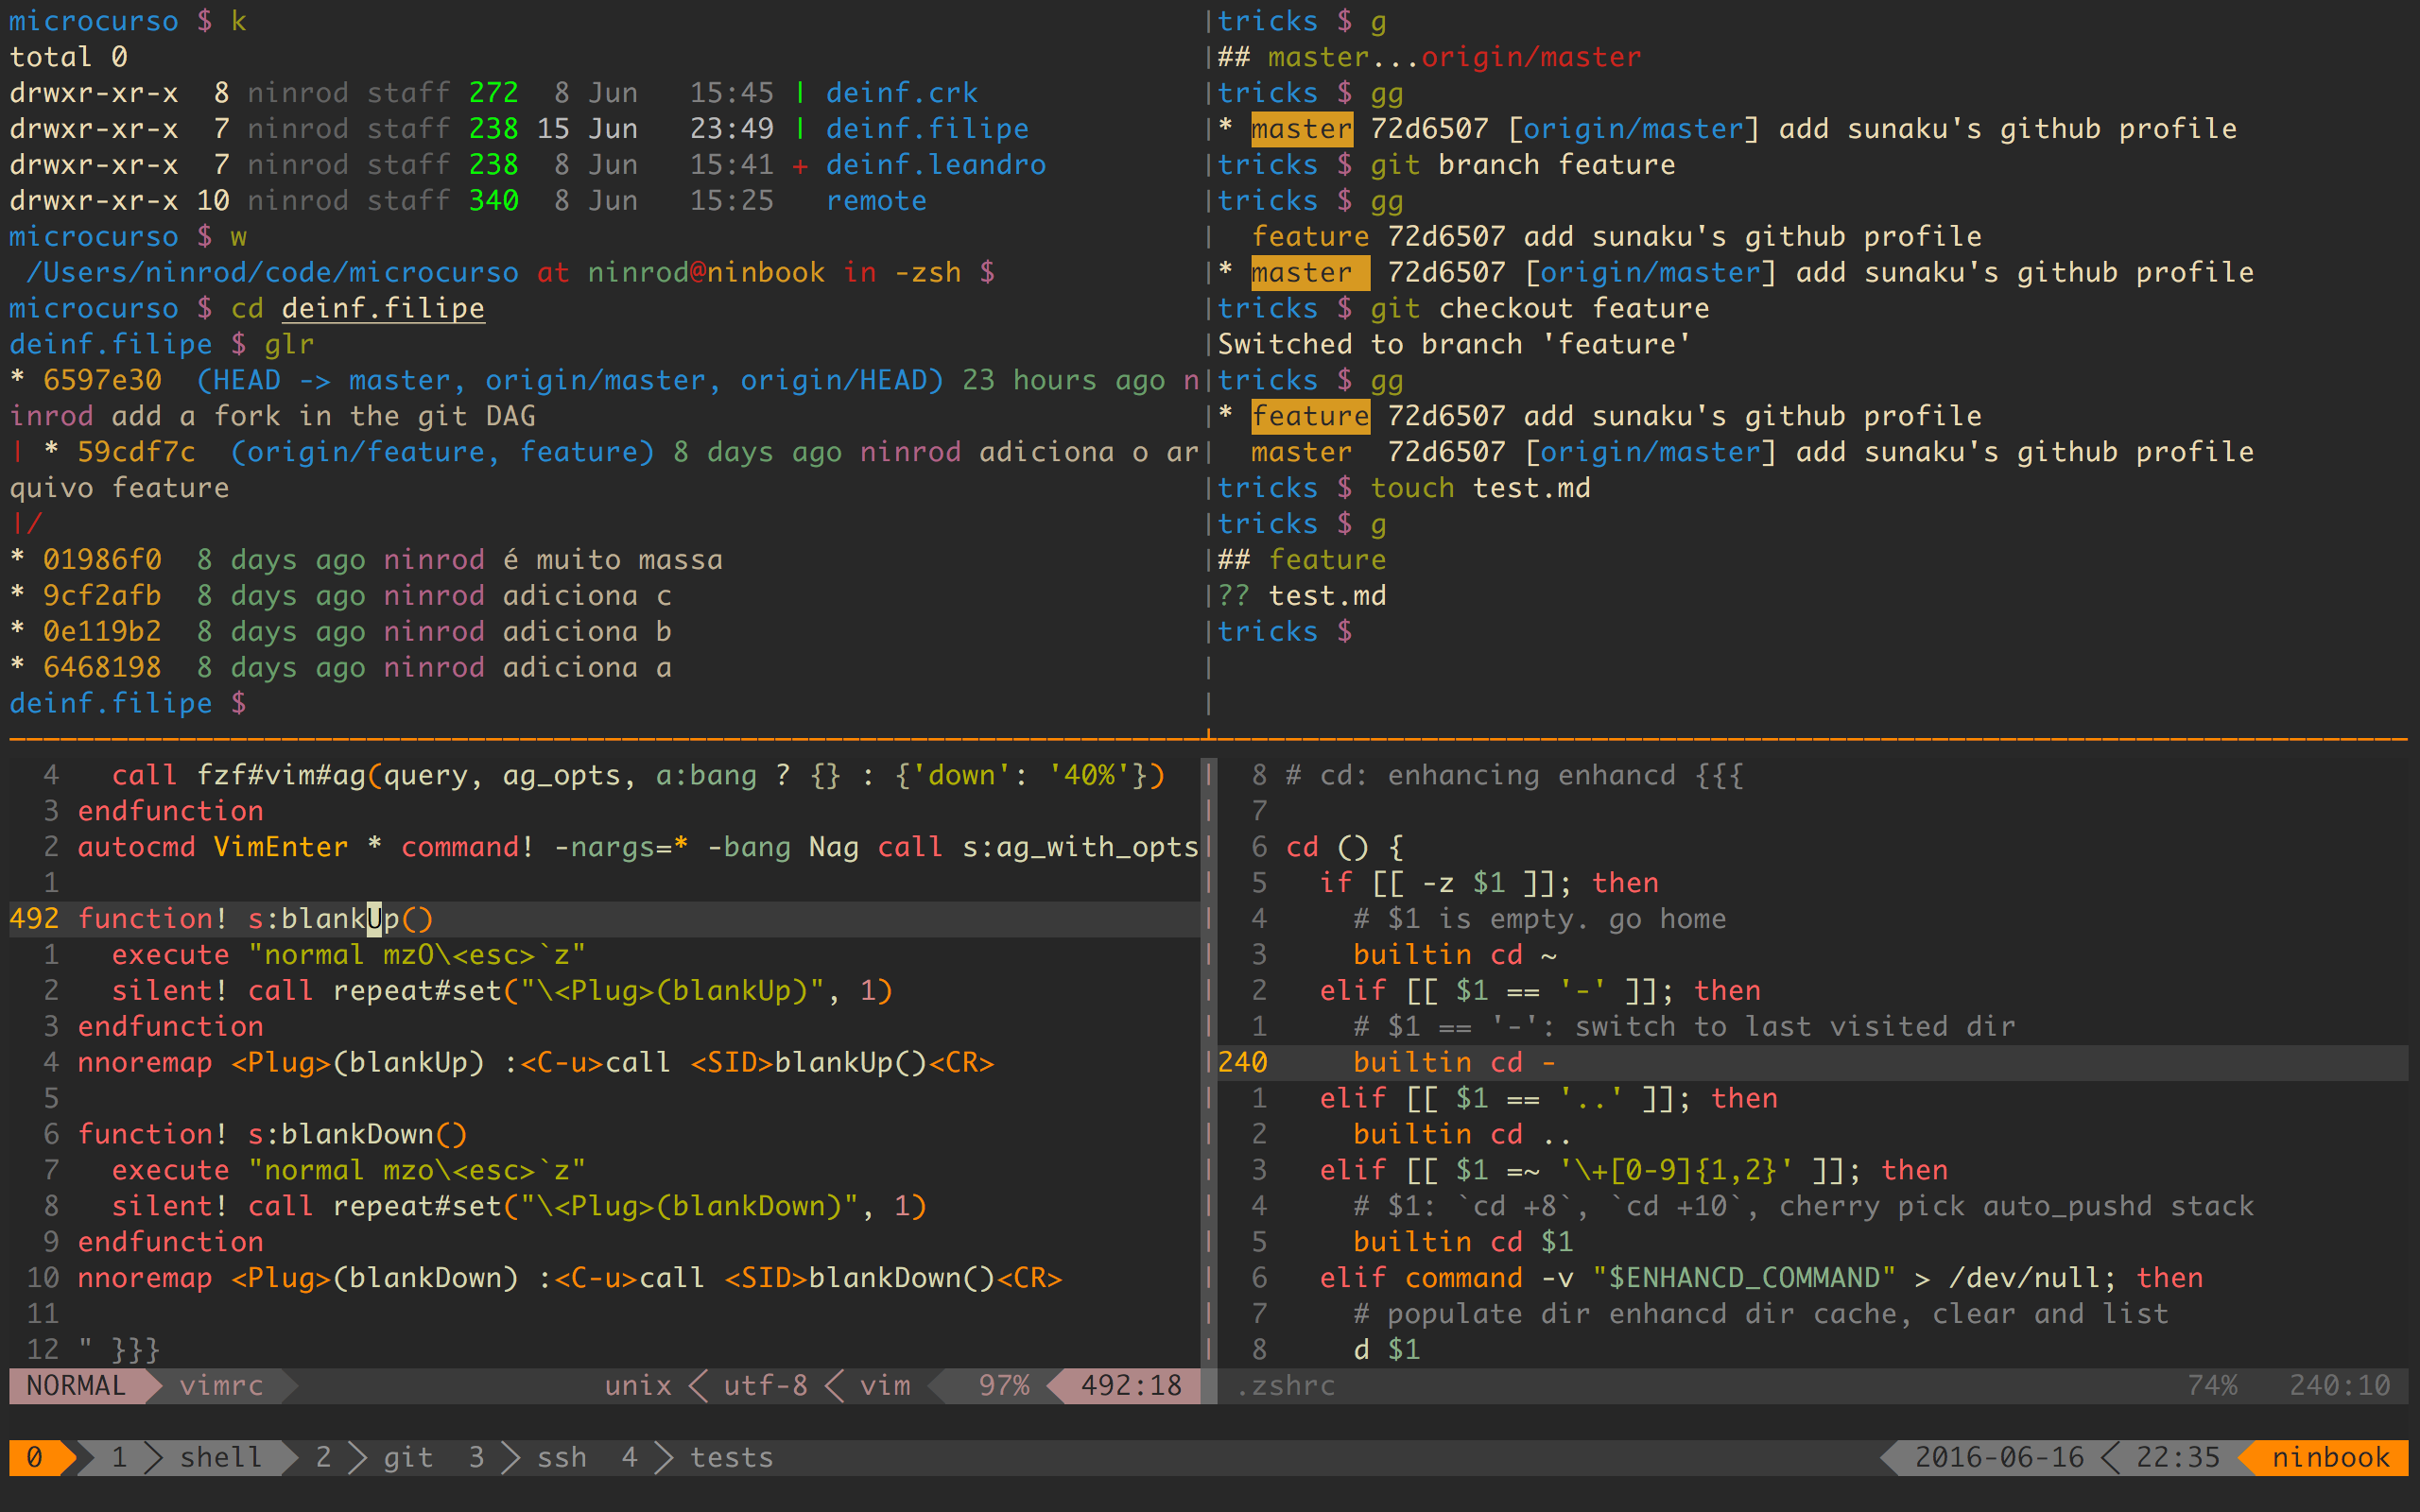 microcurso $ k
total 0
drwxr-xr-x  8 ninrod staff 272  8 Jun   15:45 | deinf.crk
drwxr-xr-x  7 ninrod staff 238 15 Jun   23:49 | deinf.filipe
drwxr-xr-x  7 ninrod staff 238  8 Jun   15:41 + deinf.leandro
drwxr-xr-x 10 ninrod staff 340  8 Jun   15:25   remote
microcurso $ w
 /Users/ninrod/code/microcurso at ninrod@ninbook in -zsh $
microcurso $ cd deinf.filipe
deinf.filipe $ glr
* 6597e30  (HEAD -> master, origin/master, origin/HEAD) 23 hours ago n
inrod add a fork in the git DAG
| * 59cdf7c  (origin/feature, feature) 8 days ago ninrod adiciona o ar
quivo feature
|/
* 01986f0  8 days ago ninrod é muito massa
* 9cf2afb  8 days ago ninrod adiciona c
* 0e119b2  8 days ago ninrod adiciona b
* 6468198  8 days ago ninrod adiciona a
deinf.filipe $
tricks $ g
## master...origin/master
tricks $ gg
* master 72d6507 [origin/master] add sunaku's github profile
tricks $ git branch feature
tricks $ gg
  feature 72d6507 add sunaku's github profile
* master  72d6507 [origin/master] add sunaku's github profile
tricks $ git checkout feature
Switched to branch 'feature'
tricks $ gg
* feature 72d6507 add sunaku's github profile
  master  72d6507 [origin/master] add sunaku's github profile
tricks $ touch test.md
tricks $ g
## feature
?? test.md
tricks $
  4   call fzf#vim#ag(query, ag_opts, a:bang ? {} : {'down': '40%'})
  3 endfunction
  2 autocmd VimEnter * command! -nargs=* -bang Nag call s:ag_with_opts
  1
492 function! s:blankUp()
  1   execute "normal mzO\<esc>`z"
  2   silent! call repeat#set("\<Plug>(blankUp)", 1)
  3 endfunction
  4 nnoremap <Plug>(blankUp) :<C-u>call <SID>blankUp()<CR>
  5
  6 function! s:blankDown()
  7   execute "normal mzo\<esc>`z"
  8   silent! call repeat#set("\<Plug>(blankDown)", 1)
  9 endfunction
 10 nnoremap <Plug>(blankDown) :<C-u>call <SID>blankDown()<CR>
 11
 12 " }}}
NORMAL vimrc unix utf-8 vim 97% 492:18
  8 # cd: enhancing enhancd {{{
  7
  6 cd () {
  5   if [[ -z $1 ]]; then
  4     # $1 is empty. go home
  3     builtin cd ~
  2   elif [[ $1 == '-' ]]; then
  1     # $1 == '-': switch to last visited dir
240     builtin cd -
  1   elif [[ $1 == '..' ]]; then
  2     builtin cd ..
  3   elif [[ $1 =~ '\+[0-9]{1,2}' ]]; then
  4     # $1: `cd +8`, `cd +10`, cherry pick auto_pushd stack
  5     builtin cd $1
  6   elif command -v "$ENHANCD_COMMAND" > /dev/null; then
  7     # populate dir enhancd dir cache, clear and list
  8     d $1
.zshrc 74% 240:10
0 1 shell 2 git 3 ssh 4 tests 2016-06-16 22:35 ninbook